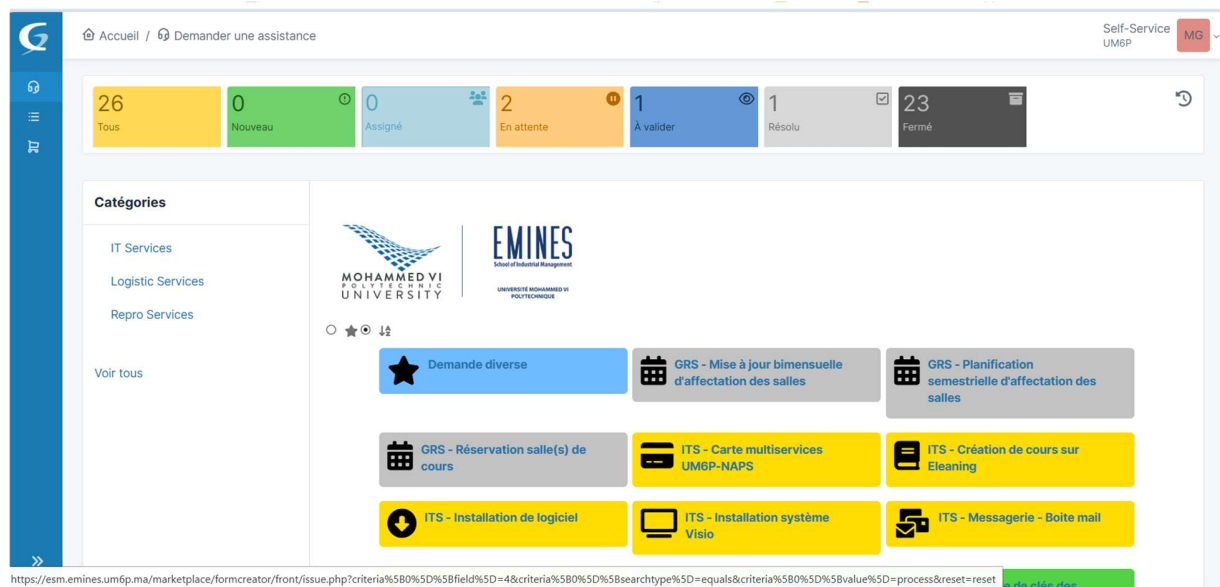 Accueil / Demander une assistance
Self-Service
UM6P
MG
26
Tous
0
Nouveau
0
Assigné
2
En attente
1
À valider
1
Résolu
23
Fermé
Catégories
IT Services
Logistic Services
Repro Services
Voir tous
MOHAMMED VI
POLYTECHNIC
UNIVERSITY
EMINES
School of Industrial Management
UNIVERSITÉ MOHAMMED VI
POLYTECHNIQUE
Demande diverse
GRS - Mise à jour bimensuelle
d'affectation des salles
GRS - Planification
semestrielle d'affectation des
salles
GRS - Réservation salle(s) de
cours
ITS - Carte multiservices
UM6P-NAPS
ITS - Création de cours sur
Eleaning
ITS - Installation de logiciel
ITS - Installation système
Visio
ITS - Messagerie - Boite mail
https://esm.emines.um6p.ma/marketplace/formcreator/front/issue.php?criteria%5B0%5D%5Bfield%5D=4&criteria%5B0%5D%5Bsearchtype%5D=equals&criteria%5B0%5D%5Bvalue%5D=process&reset=reset
de clés des